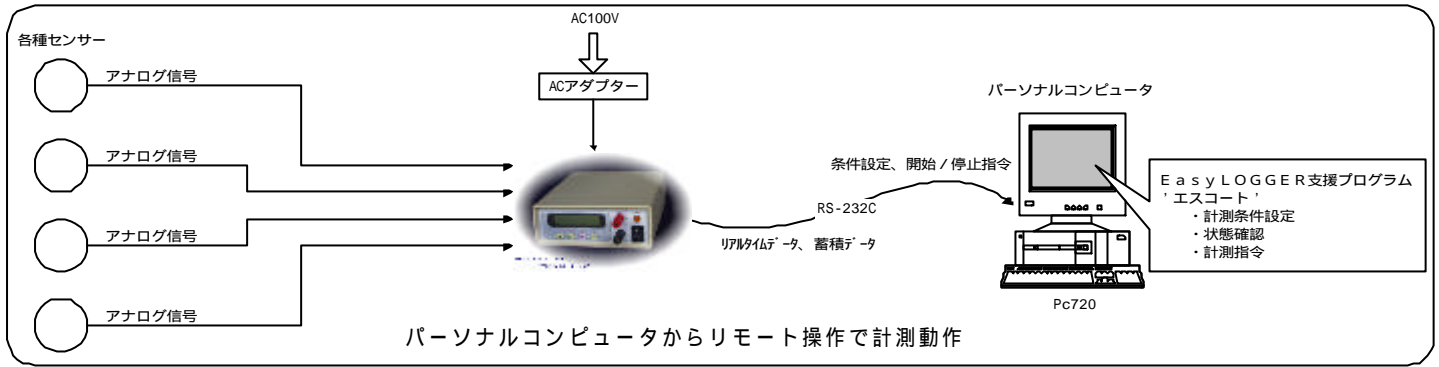 AC100V
各種センサー
アナログ信号
ACアダプター
パーソナルコンピュータ
アナログ信号
条件設定、開始／停止指令
ＥａｓｙＬＯＧＧＥＲ支援プログラム
’エスコート’
・計測条件設定
・状態確認
・計測指令
RS-232C
アナログ信号
ﾘｱﾙﾀｲﾑﾃﾞｰﾀ、蓄積ﾃﾞｰﾀ
Pc720
アナログ信号
パーソナルコンピュータからリモート操作で計測動作